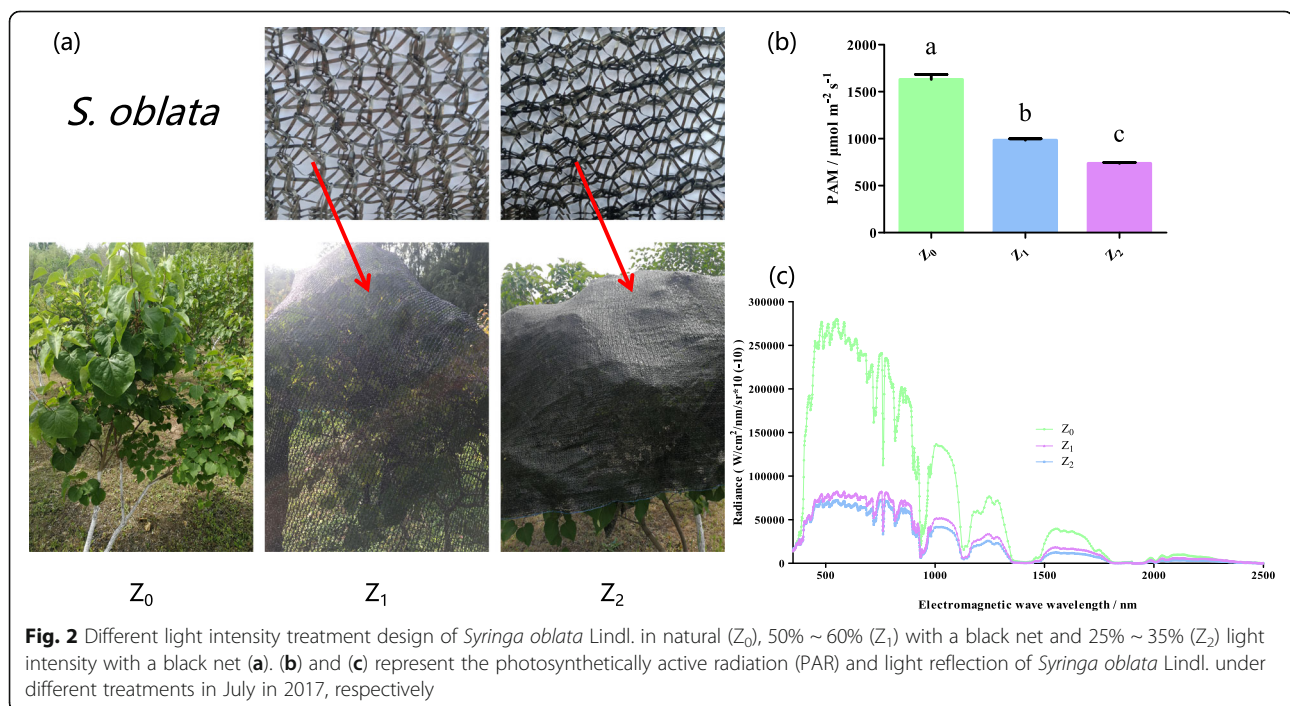 (a)
S. oblata
Z₀
Z₁
Z₂
(b)
PAM / μmol m⁻² s⁻¹
2000
1500
1000
500
0
a
b
c
Z₀
Z₁
Z₂
(c)
Radiance ( W/cm²/nm/sr*10 (-10))
300000
250000
200000
150000
100000
50000
0
Z₀
Z₁
Z₂
500
1000
1500
2000
2500
Electromagnetic wave wavelength / nm
Fig. 2 Different light intensity treatment design of Syringa oblata Lindl. in natural (Z₀), 50% ~ 60% (Z₁) with a black net and 25% ~ 35% (Z₂) light
intensity with a black net (a). (b) and (c) represent the photosynthetically active radiation (PAR) and light reflection of Syringa oblata Lindl. under
different treatments in July in 2017, respectively